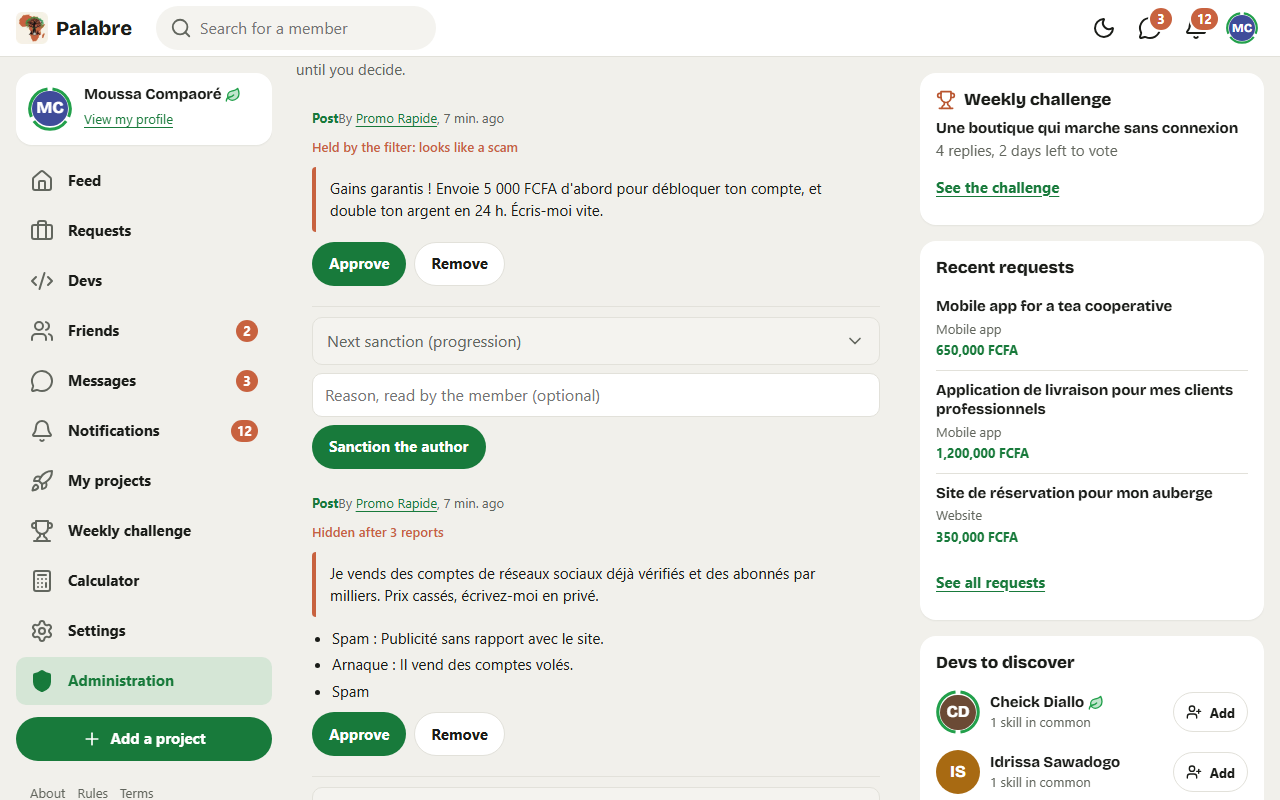 Palabre
Search for a member
3
12
MC
MC
Moussa Compaoré
View my profile
Feed
Requests
Devs
Friends
2
Messages
3
Notifications
12
My projects
Weekly challenge
Calculator
Settings
Administration
Add a project
About Rules Terms
until you decide.
PostBy Promo Rapide, 7 min. ago
Held by the filter: looks like a scam
Gains garantis ! Envoie 5 000 FCFA d'abord pour débloquer ton compte, et
double ton argent en 24 h. Écris-moi vite.
Approve
Remove
Next sanction (progression)
Reason, read by the member (optional)
Sanction the author
PostBy Promo Rapide, 7 min. ago
Hidden after 3 reports
Je vends des comptes de réseaux sociaux déjà vérifiés et des abonnés par
milliers. Prix cassés, écrivez-moi en privé.
Spam : Publicité sans rapport avec le site.
Arnaque : Il vend des comptes volés.
Spam
Approve
Remove
Weekly challenge
Une boutique qui marche sans connexion
4 replies, 2 days left to vote
See the challenge
Recent requests
Mobile app for a tea cooperative
Mobile app
650,000 FCFA
Application de livraison pour mes clients
professionnels
Mobile app
1,200,000 FCFA
Site de réservation pour mon auberge
Website
350,000 FCFA
See all requests
Devs to discover
CD
Cheick Diallo
1 skill in common
Add
IS
Idrissa Sawadogo
1 skill in common
Add